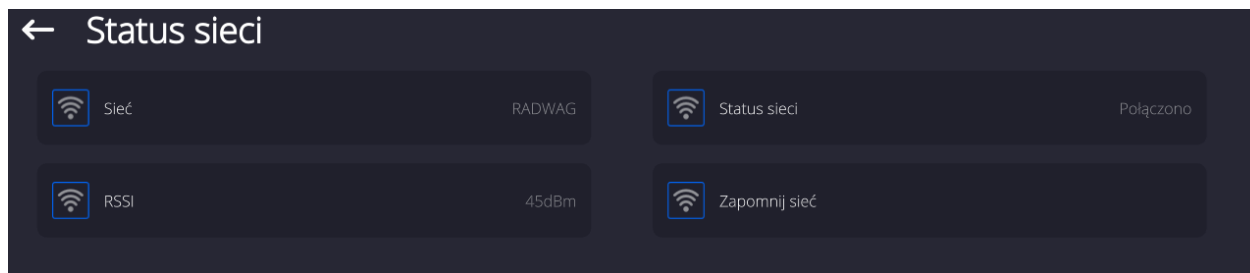 Status sieci
Sieć RADWAG
Status sieci Połączono
RSSI 45dBm
Zapomnij sieć